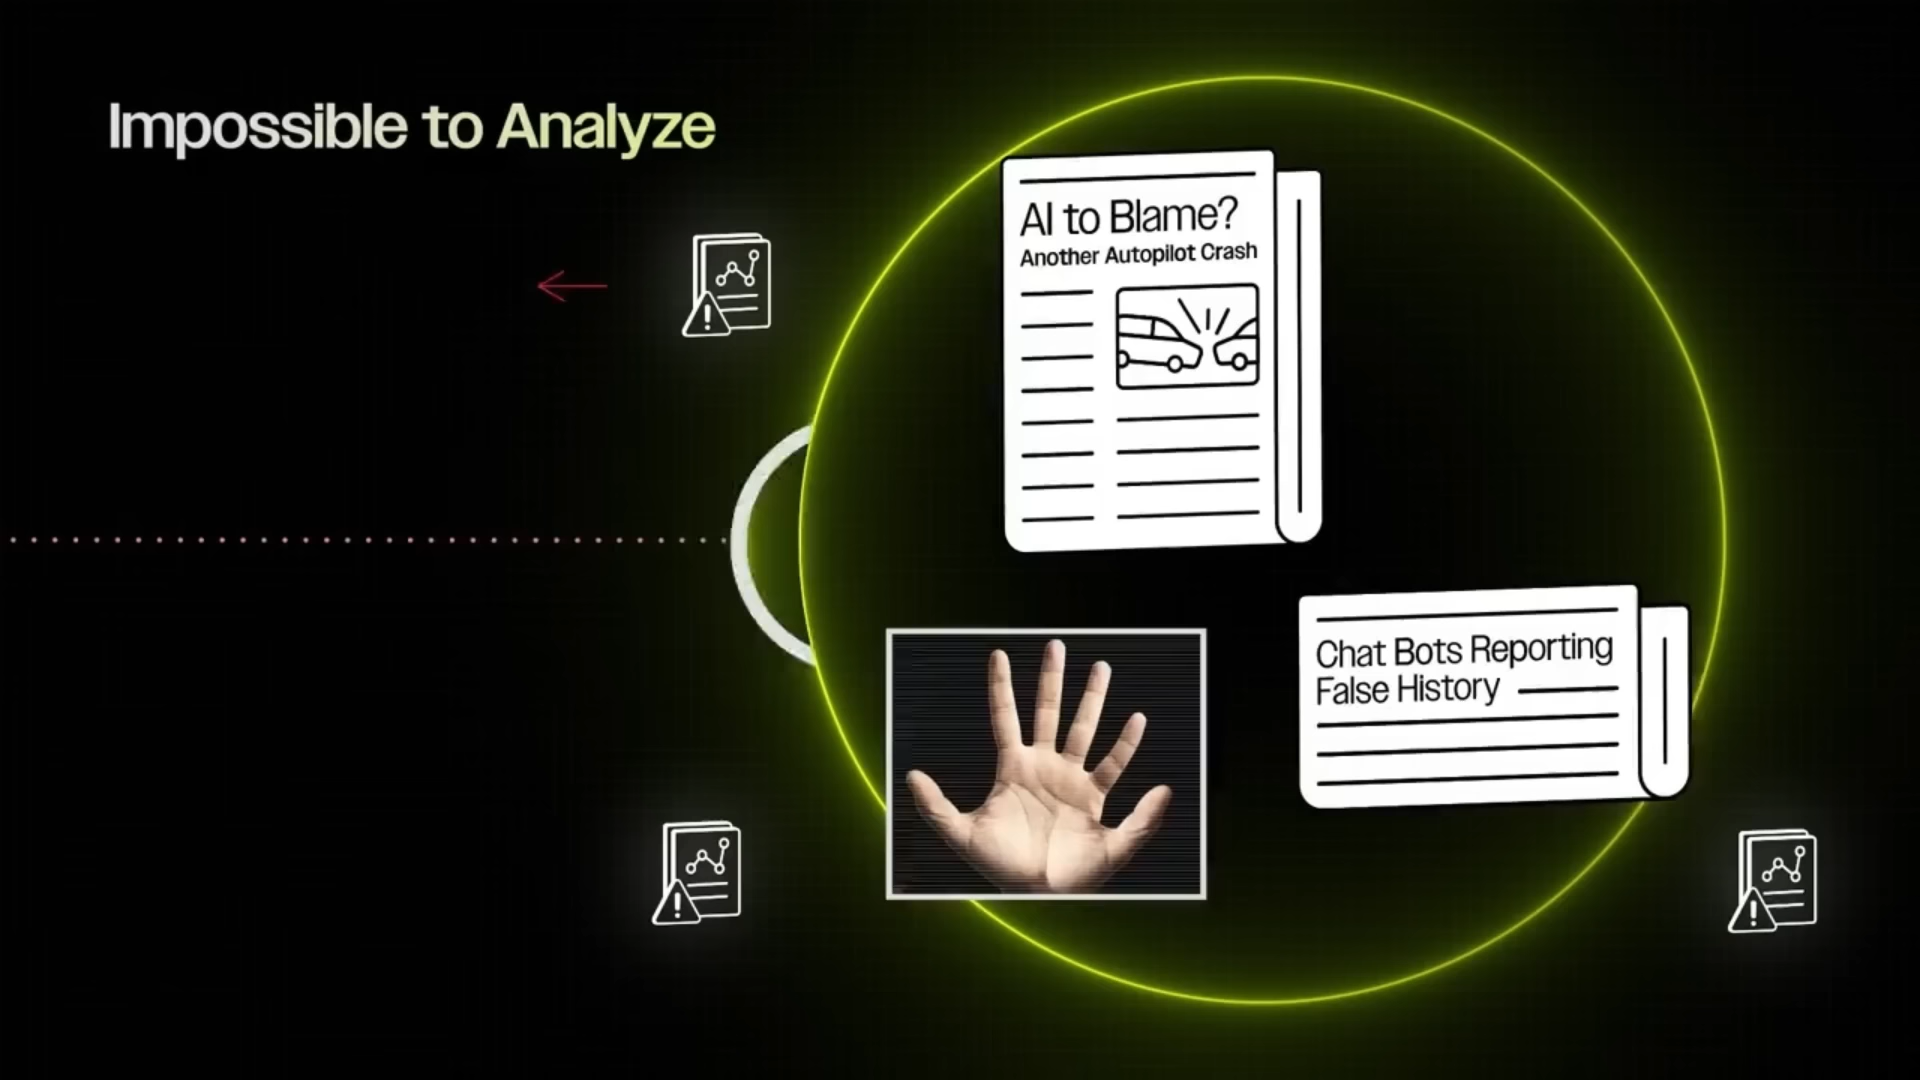 Impossible to Analyze
AI to Blame?
Another Autopilot Crash
Chat Bots Reporting
False History